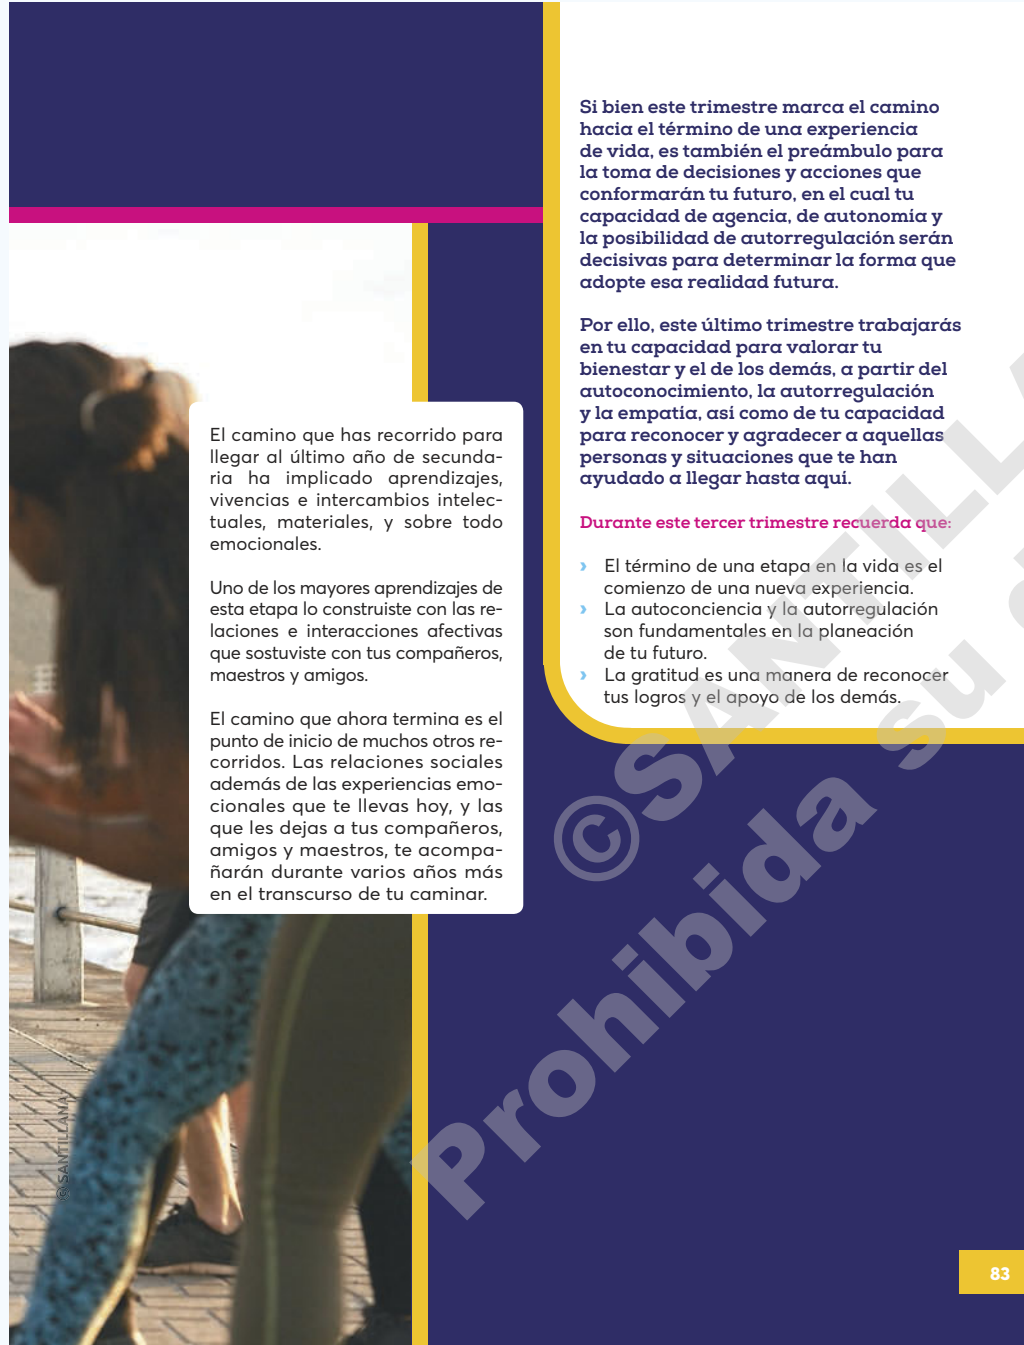 El camino que has recorrido para
llegar al último año de secunda-
ria ha implicado aprendizajes,
vivencias e intercambios intelec-
tuales, materiales, y sobre todo
emocionales.
Uno de los mayores aprendizajes de
esta etapa lo construiste con las re-
laciones e interacciones afectivas
que sostuviste con tus compañeros,
maestros y amigos.
El camino que ahora termina es el
punto de inicio de muchos otros re-
corridos. Las relaciones sociales
además de las experiencias emo-
cionales que te llevas hoy, y las
que les dejas a tus compañeros,
amigos y maestros, te acompa-
ñarán durante varios años más
en el transcurso de tu caminar.
Si bien este trimestre marca el camino
hacia el término de una experiencia
de vida, es también el preámbulo para
la toma de decisiones y acciones que
conformarán tu futuro, en el cual tu
capacidad de agencia, de autonomía y
la posibilidad de autorregulación serán
decisivas para determinar la forma que
adopte esa realidad futura.
Por ello, este último trimestre trabajarás
en tu capacidad para valorar tu
bienestar y el de los demás, a partir del
autoconocimiento, la autorregulación
y la empatía, así como de tu capacidad
para reconocer y agradecer a aquellas
personas y situaciones que te han
ayudado a llegar hasta aquí.
Durante este tercer trimestre recuerda que:
› El término de una etapa en la vida es el
comienzo de una nueva experiencia.
› La autoconciencia y la autorregulación
son fundamentales en la planeación
de tu futuro.
› La gratitud es una manera de reconocer
tus logros y el apoyo de los demás.
©SANTILLA
Prohibida su
©SANTILLANA
83